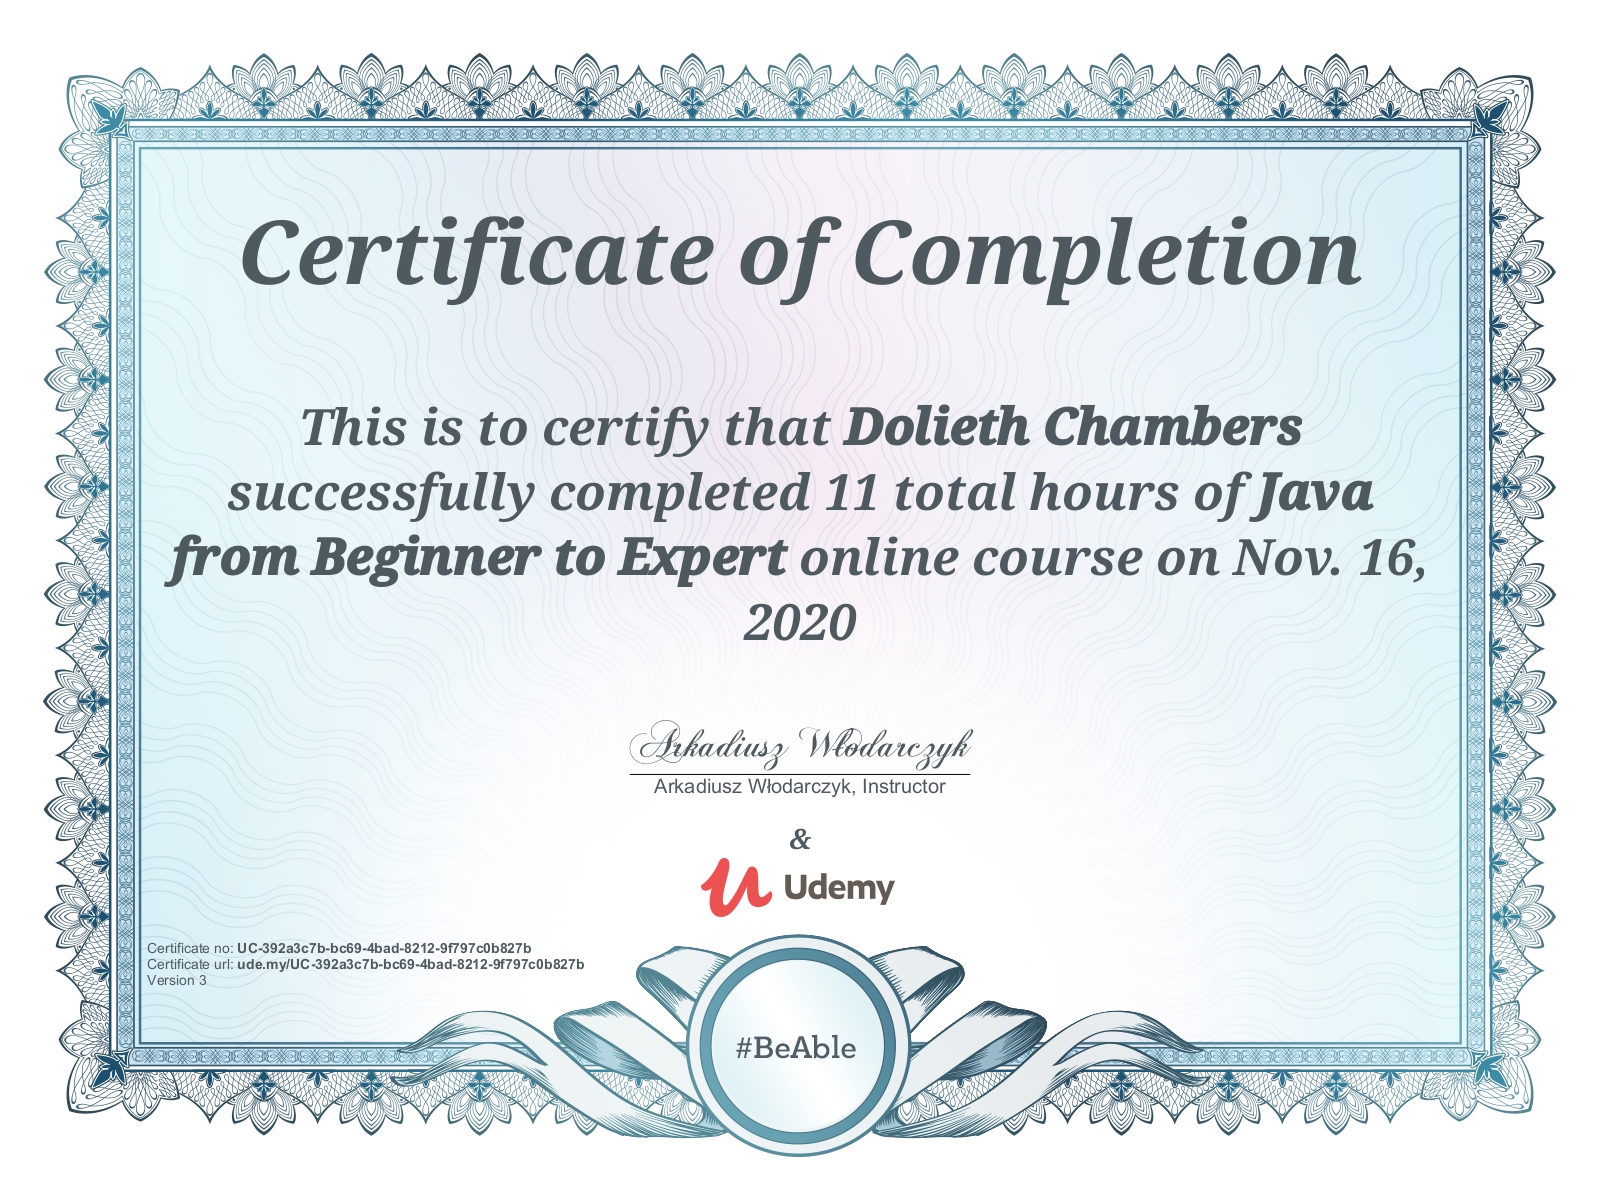 Certificate of Completion
This is to certify that Dolieth Chambers
successfully completed 11 total hours of Java
from Beginner to Expert online course on Nov. 16,
2020
Arkadiusz Włodarczyk
Arkadiusz Włodarczyk, Instructor
&
Udemy
Certificate no: UC-392a3c7b-bc69-4bad-8212-9f797c0b827b
Certificate url: ude.my/UC-392a3c7b-bc69-4bad-8212-9f797c0b827b
Version 3
#BeAble